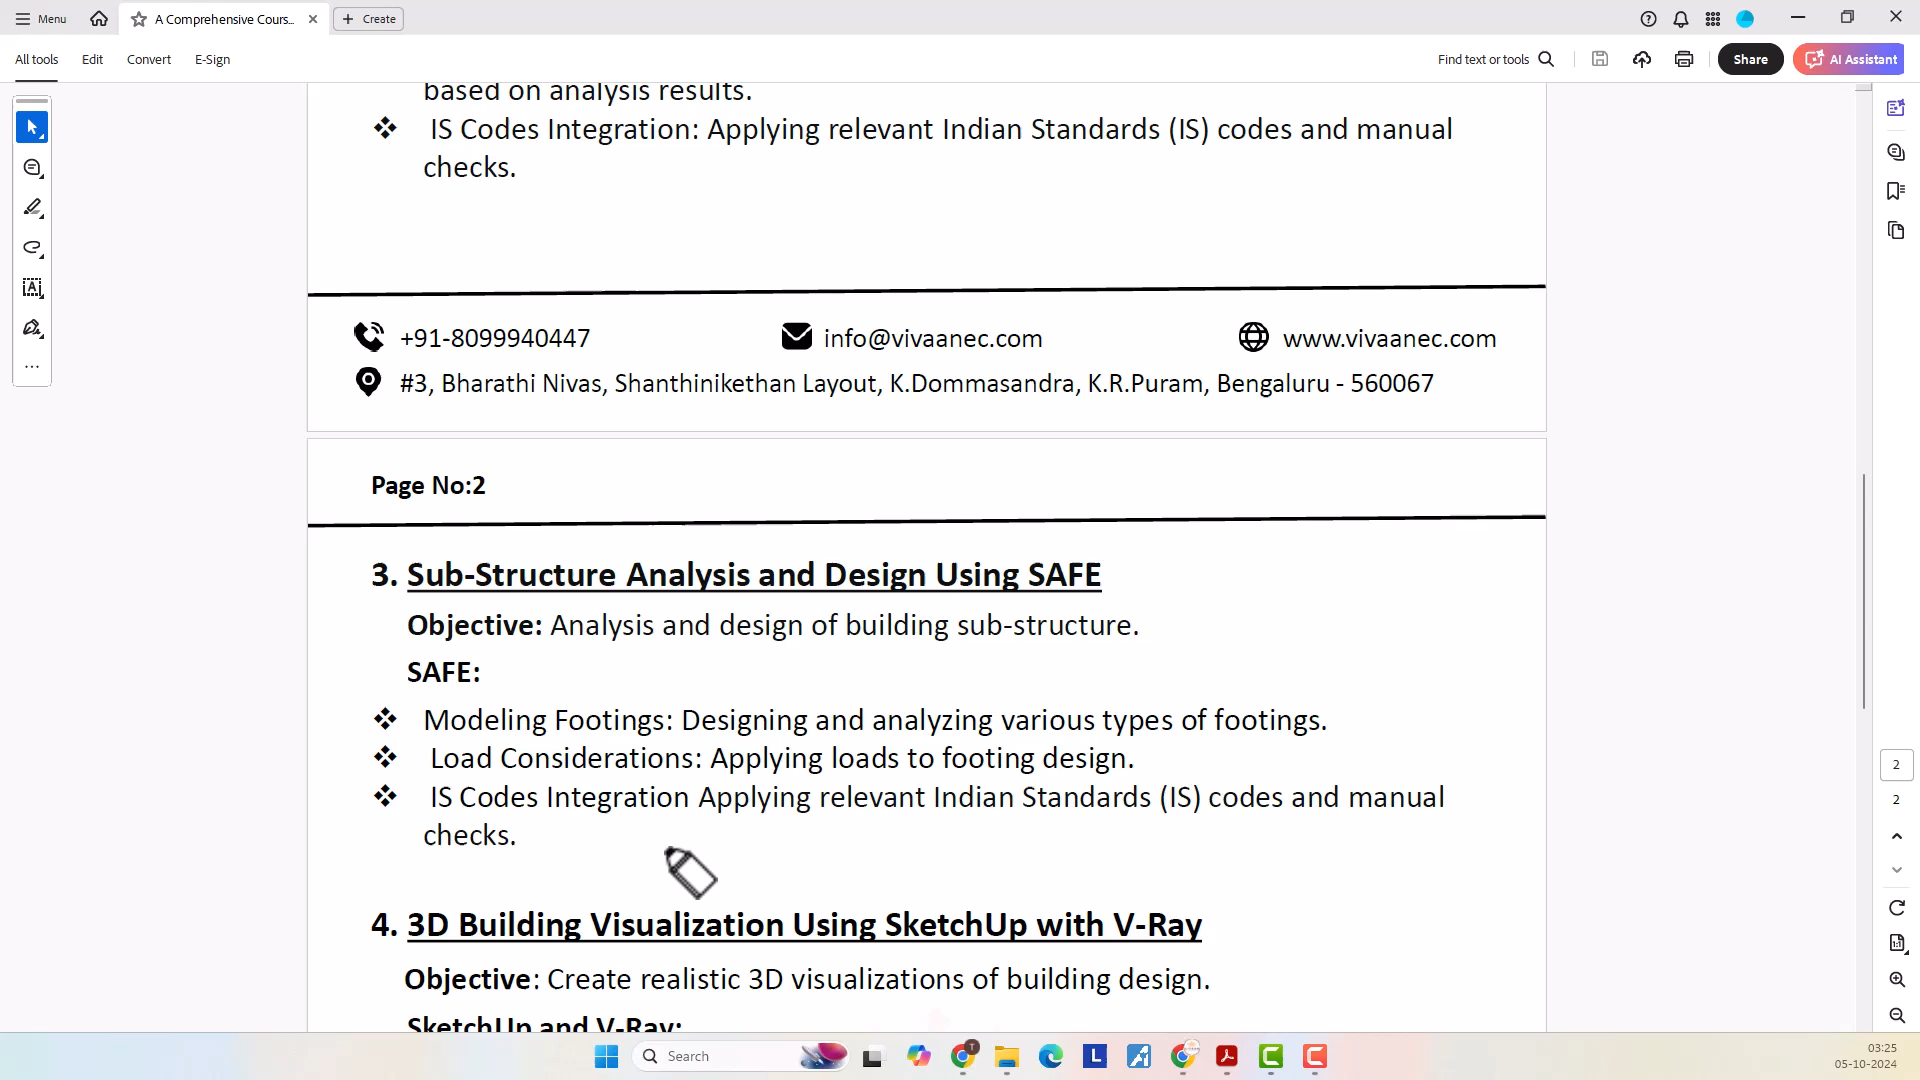 Menu
A Comprehensive Cours...
Create
All tools
Edit
Convert
E-Sign
Find text or tools
Share
AI Assistant
based on analysis results.
❖ IS Codes Integration: Applying relevant Indian Standards (IS) codes and manual
checks.
+91-8099940447
info@vivaanec.com
www.vivaanec.com
#3, Bharathi Nivas, Shanthinikethan Layout, K.Dommasandra, K.R.Puram, Bengaluru - 560067
Page No:2
3. Sub-Structure Analysis and Design Using SAFE
Objective: Analysis and design of building sub-structure.
SAFE:
❖ Modeling Footings: Designing and analyzing various types of footings.
❖ Load Considerations: Applying loads to footing design.
❖ IS Codes Integration Applying relevant Indian Standards (IS) codes and manual
checks.
4. 3D Building Visualization Using SketchUp with V-Ray
Objective: Create realistic 3D visualizations of building design.
SketchUp and V-Ray:
2
2
Search
03:25
05-10-2024